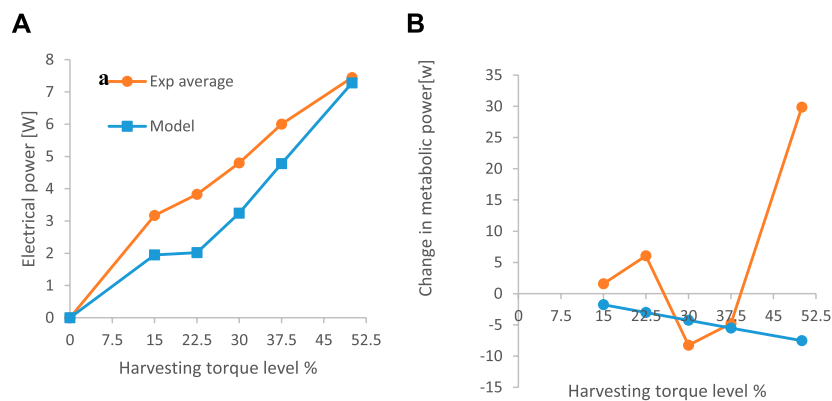 A
8
7
6
5
4
3
2
1
0
Electrical power [W]
a
Exp average
Model
0 7.5 15 22.5 30 37.5 45 52.5
Harvesting torque level %
B
35
30
25
20
15
10
5
0
-5
-10
-15
Change in metabolic power[w]
0 7.5 15 22.5 30 37.5 45 52.5
Harvesting torque level %